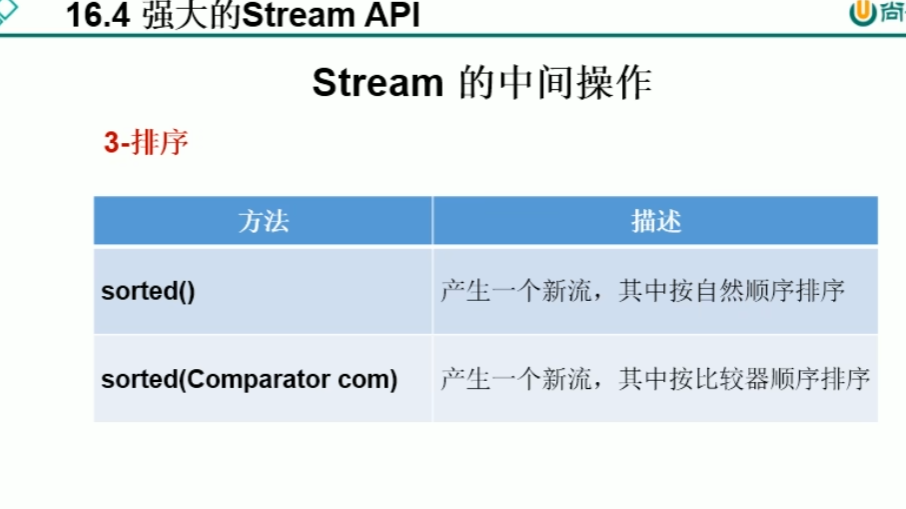 16.4 强大的Stream API
尚
Stream 的中间操作
3-排序
方法 描述
sorted() 产生一个新流，其中按自然顺序排序
sorted(Comparator com) 产生一个新流，其中按比较器顺序排序